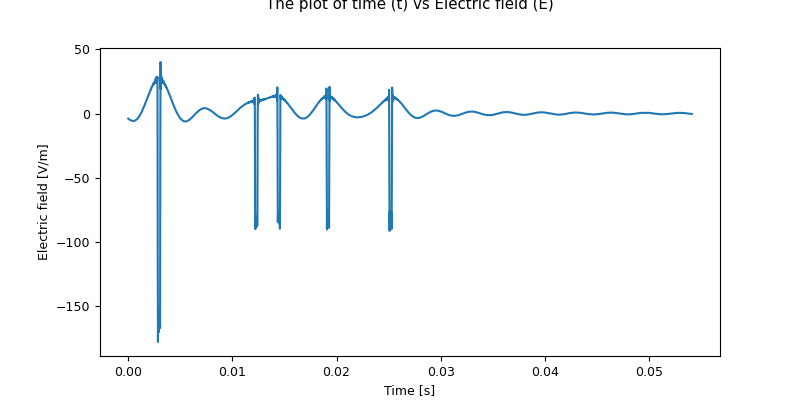 The plot of time (t) vs Electric field (E)
50
0
−50
−100
−150
Electric field [V/m]
0.00 0.01 0.02 0.03 0.04 0.05
Time [s]